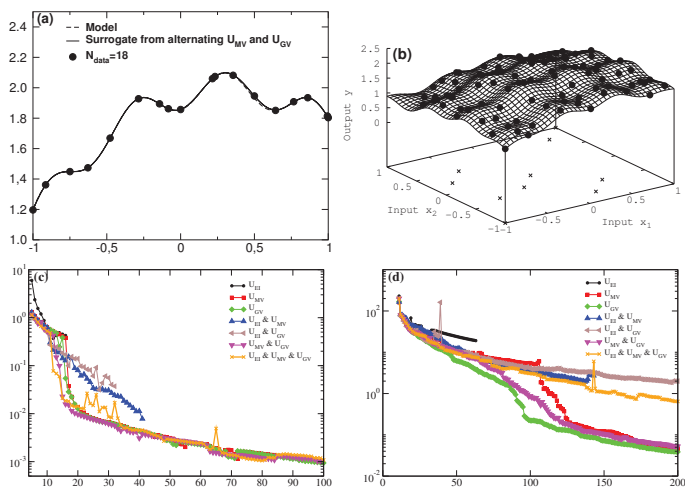 (a)
Model
Surrogate from alternating U_MV and U_GV
N_data=18
2.4
2.2
2.0
1.8
1.6
1.4
1.2
1.0
-1 -0,5 0 0,5 1
(b)
Output y
2.5
2
1.5
1
0.5
0
1
0.5
0
-0.5
-1
Input x_2
-1
-0.5
0
0.5
1
Input x_1
(c)
10^1
10^0
10^-1
10^-2
10^-3
U_EI
U_MV
U_GV
U_EI & U_MV
U_EI & U_GV
U_MV & U_GV
U_EI & U_MV & U_GV
10 20 30 40 50 60 70 80 90 100
(d)
10^2
10^0
10^-2
U_EI
U_MV
U_GV
U_EI & U_MV
U_EI & U_GV
U_MV & U_GV
U_EI & U_MV & U_GV
0 50 100 150 200